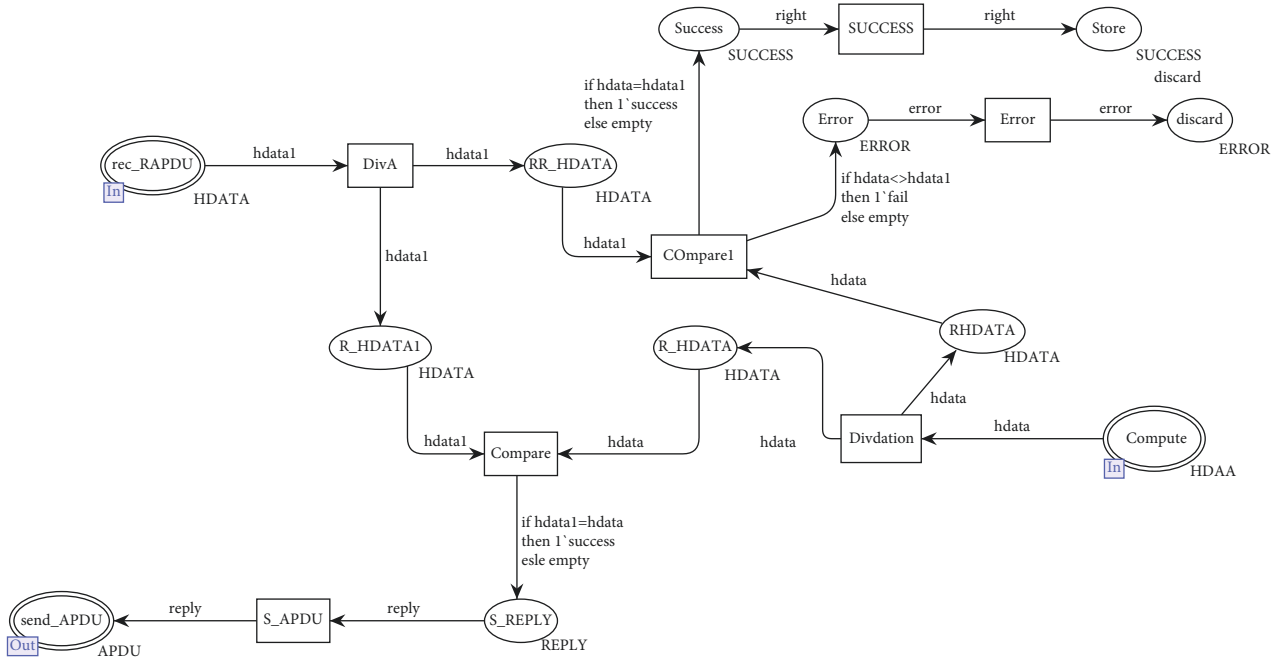 Success
right
SUCCESS
right
Store
SUCCESS
SUCCESS
discard
if hdata=hdata1
then 1`success
else empty
Error
error
Error
error
discard
ERROR
ERROR
rec_RAPDU
In
HDATA
hdata1
DivA
hdata1
RR_HDATA
HDATA
if hdata<>hdata1
then 1`fail
else empty
hdata1
COmpare1
hdata1
hdata
R_HDATA1
HDATA
R_HDATA
HDATA
RHDATA
HDATA
hdata
hdata1
Compare
hdata
hdata
Divdation
hdata
Compute
In
HDAA
if hdata1=hdata
then 1`success
esle empty
send_APDU
Out
APDU
reply
S_APDU
reply
S_REPLY
REPLY